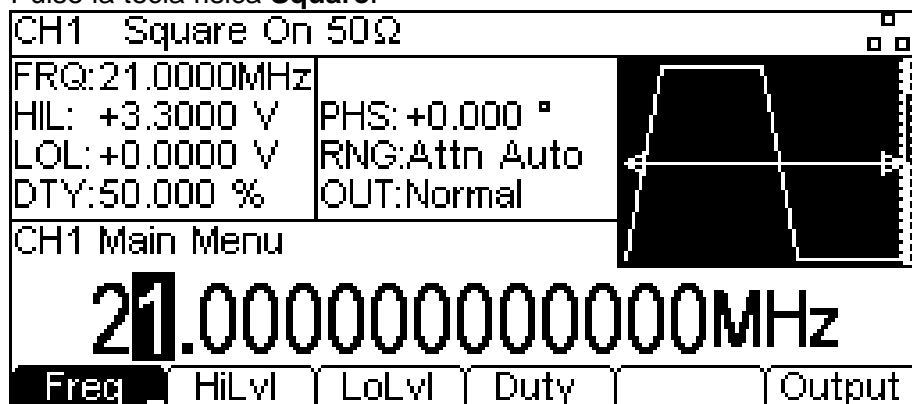 Pulse la tecla física Square.
CH1 Square On 50Ω
FRQ:21.0000MHz
HIL: +3.3000 V
LOL:+0.0000 V
DTY:50.000 %
PHS:+0.000 °
RNG:Attn Auto
OUT:Normal
CH1 Main Menu
21.000000000000MHz
Freq HiLvl LoLvl Duty Output